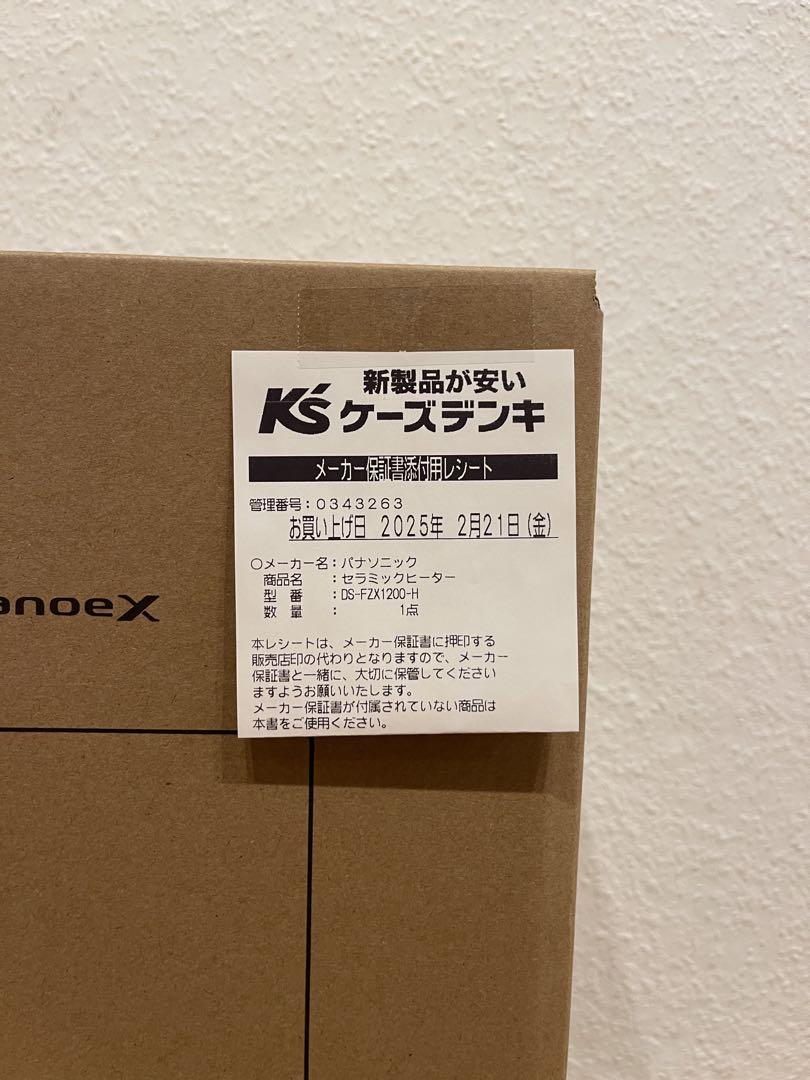 新製品が安い
K's ケーズデンキ
メーカー保証書添付用レシート
管理番号：０３４３２６３
お買い上げ日 2025年 2月21日(金)
○メーカー名：パナソニック
商品名 ：セラミックヒーター
型 番 ：DS-FZX1200-H
数 量 ： 1点
本レシートは、メーカー保証書に押印する
販売店印の代わりとなりますので、メーカー
保証書と一緒に、大切に保管してください
ますようお願いいたします。
メーカー保証書が付属されていない商品は
本書をご使用ください。
anoeX